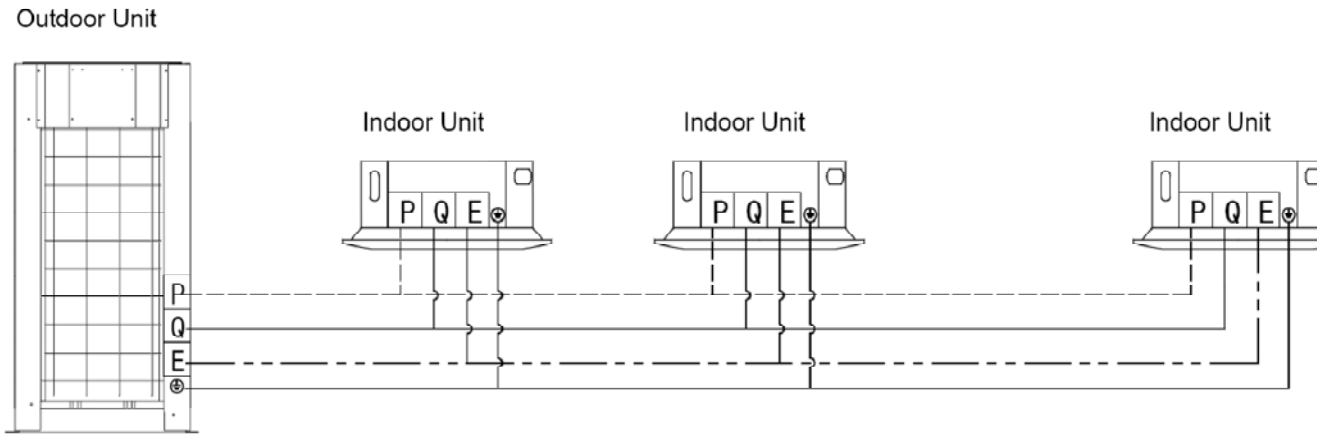 Outdoor Unit
Indoor Unit
Indoor Unit
Indoor Unit
P Q E
P Q E
P Q E
P
Q
E